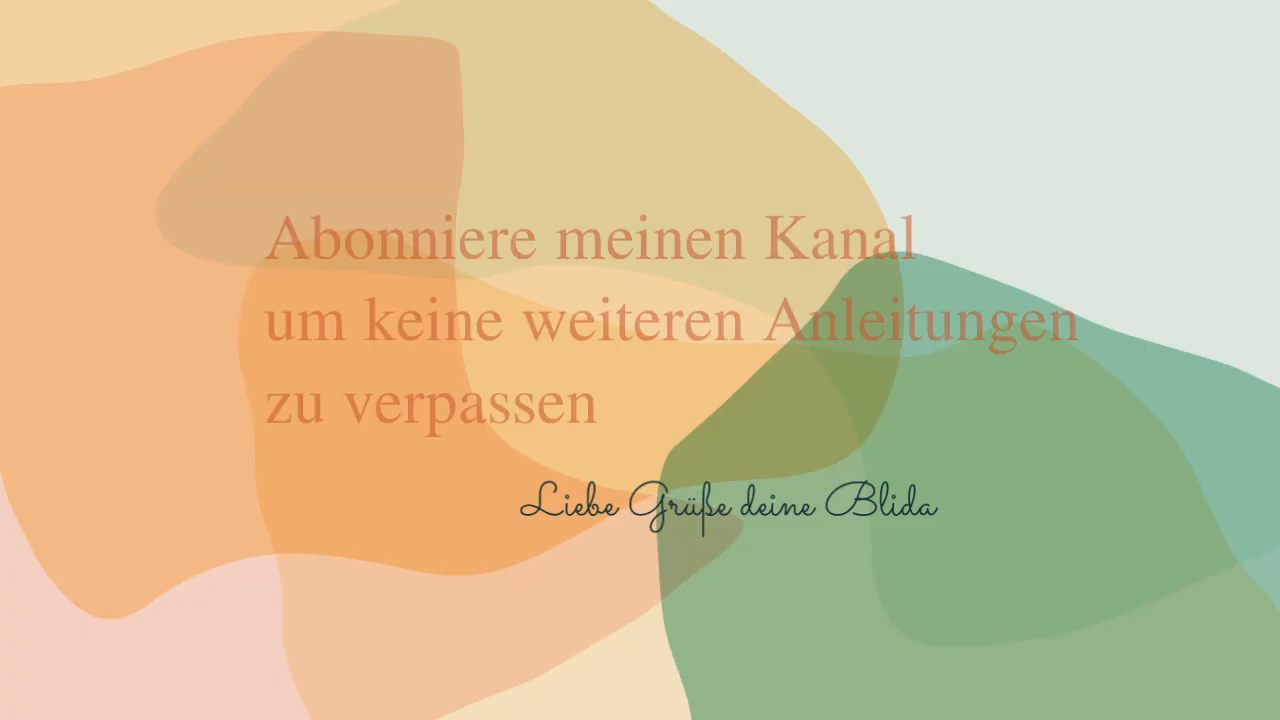 Abonniere meinen Kanal
um keine weiteren Anleitungen
zu verpassen
Liebe Grüße deine Blida